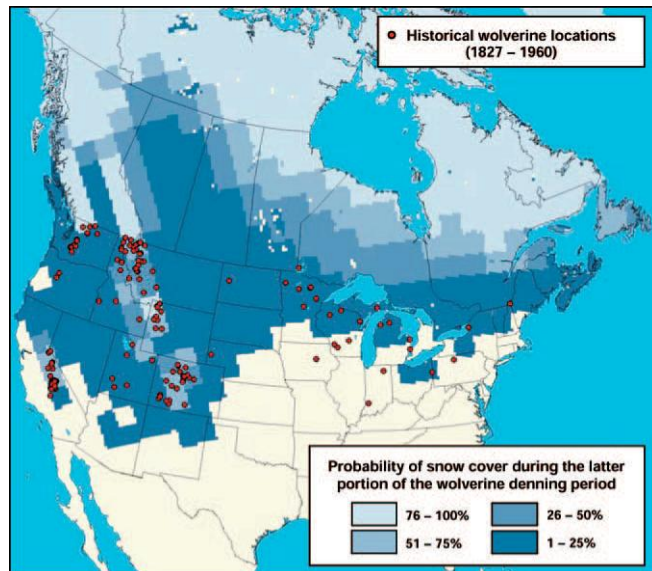 Historical wolverine locations
(1827 – 1960)
Probability of snow cover during the latter
portion of the wolverine denning period
76 – 100%
26 – 50%
51 – 75%
1 – 25%